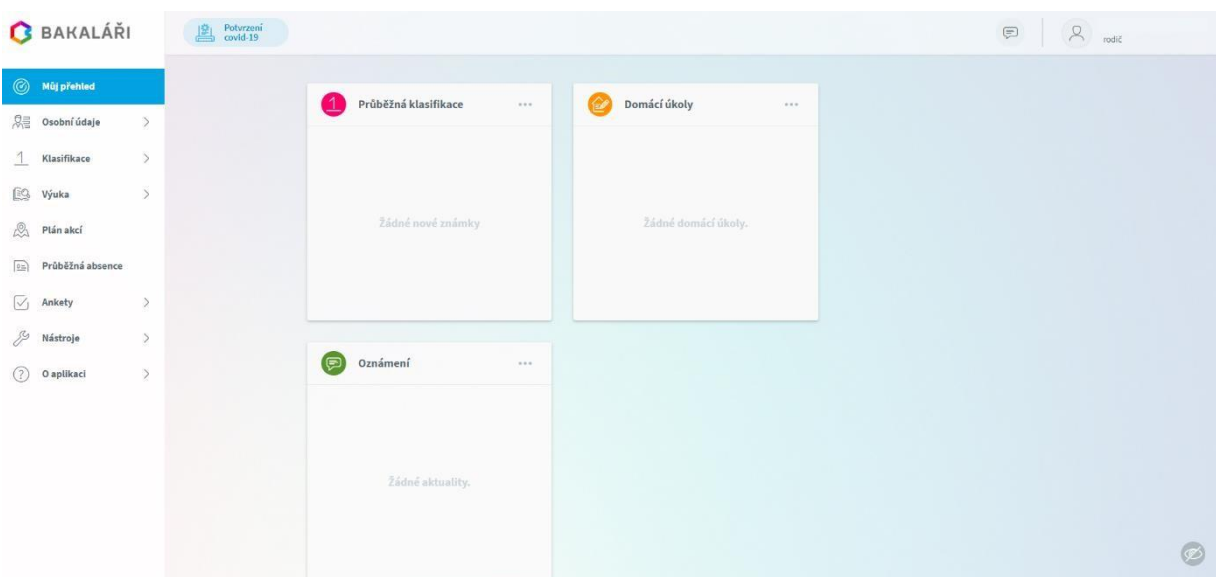 BAKALÁŘI
Potvrzení
covid-19
rodič
Můj přehled
Osobní údaje
Klasifikace
Výuka
Plán akcí
Průběžná absence
Ankety
Nástroje
O aplikaci
1 Průběžná klasifikace
Žádné nové známky
Domácí úkoly
Žádné domácí úkoly.
Oznámení
Žádné aktuality.